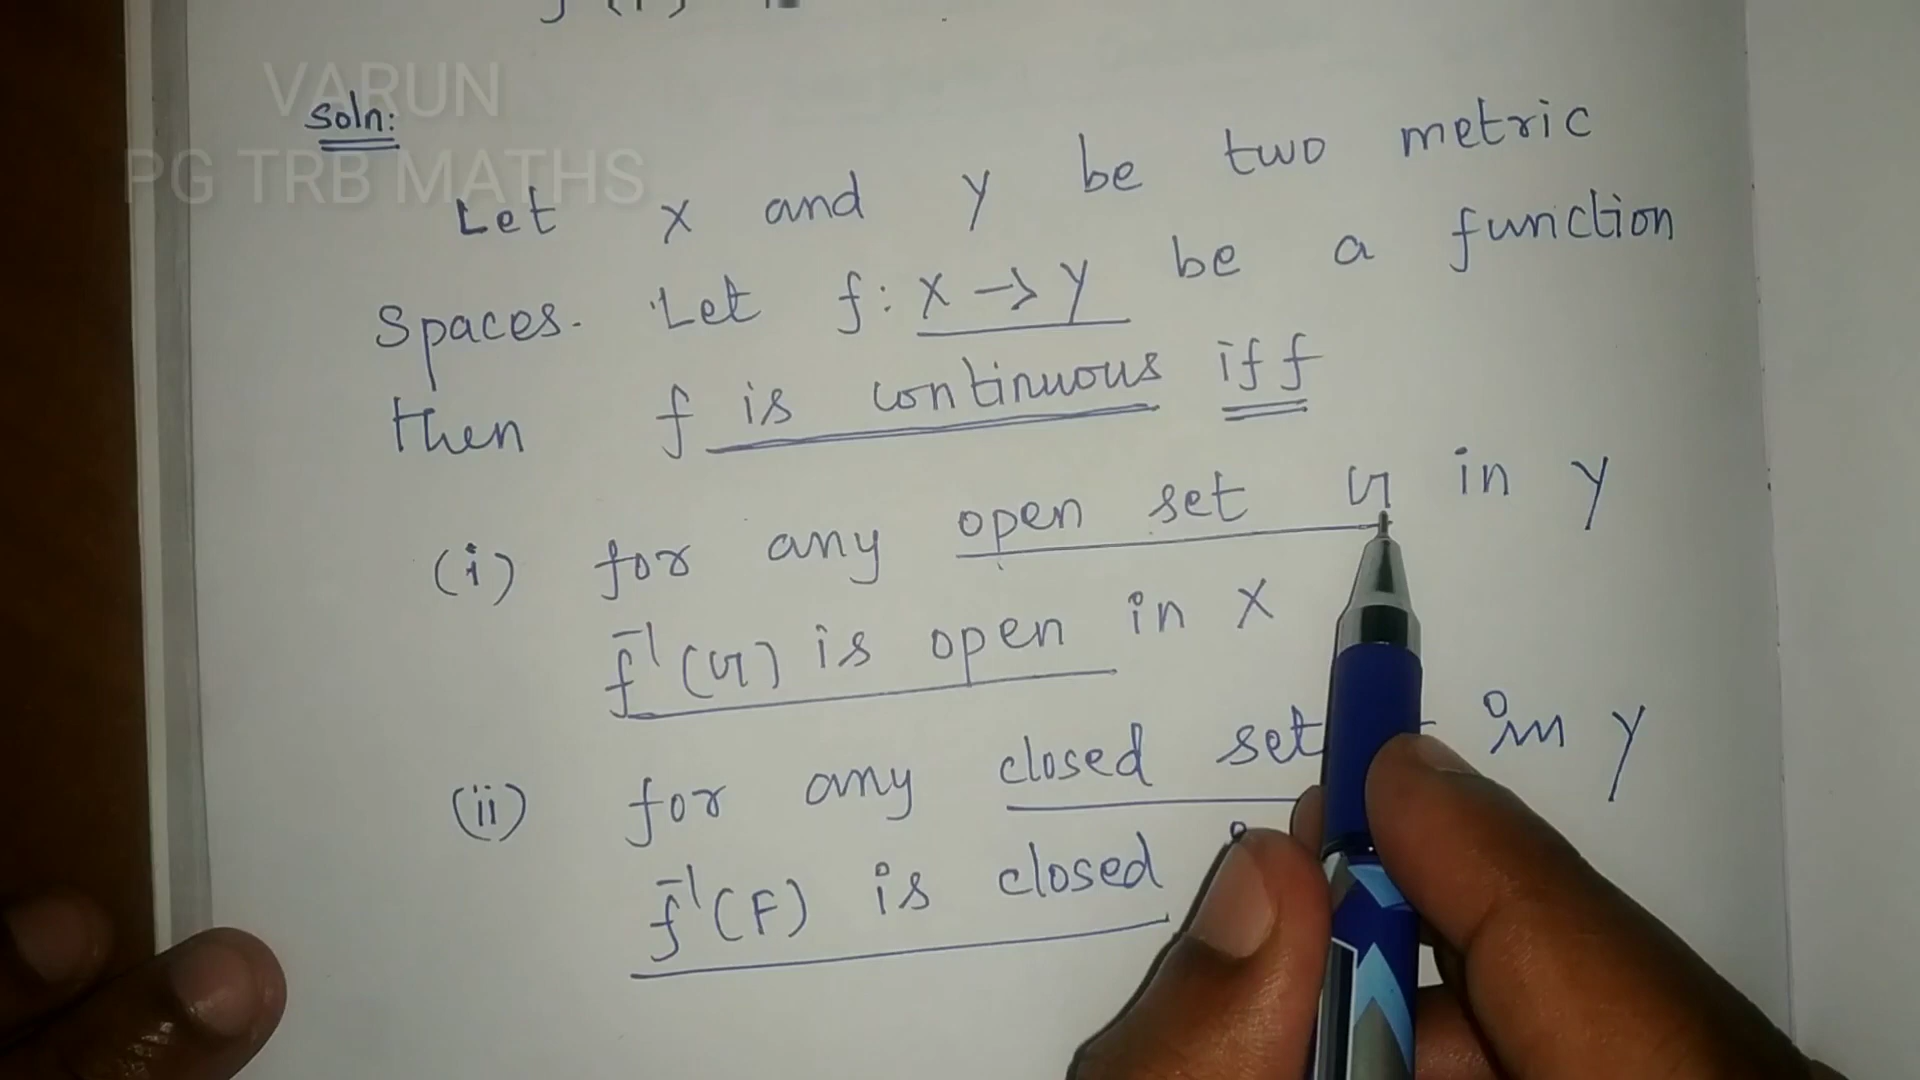 VARUN
PG TRB MATHS
Soln:
Let X and Y be two metric
Spaces. Let f: X → Y be a function
then f is continuous iff
(i) for any open set G in Y
f⁻¹(G) is open in X
(ii) for any closed set in Y
f⁻¹(F) is closed